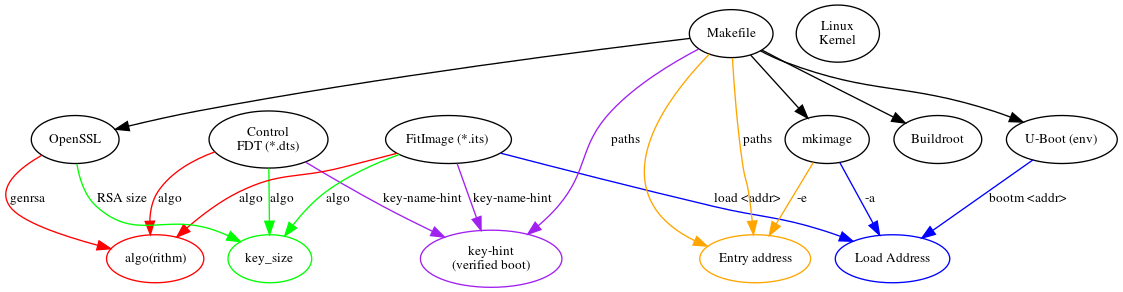 Makefile
Linux
Kernel
OpenSSL
Control
FDT (*.dts)
FitImage (*.its)
paths
paths
mkimage
Buildroot
U-Boot (env)
genrsa
RSA size
algo
algo
algo
algo
key-name-hint
key-name-hint
load <addr>
-e
-a
bootm <addr>
algo(rithm)
key_size
key-hint
(verified boot)
Entry address
Load Address